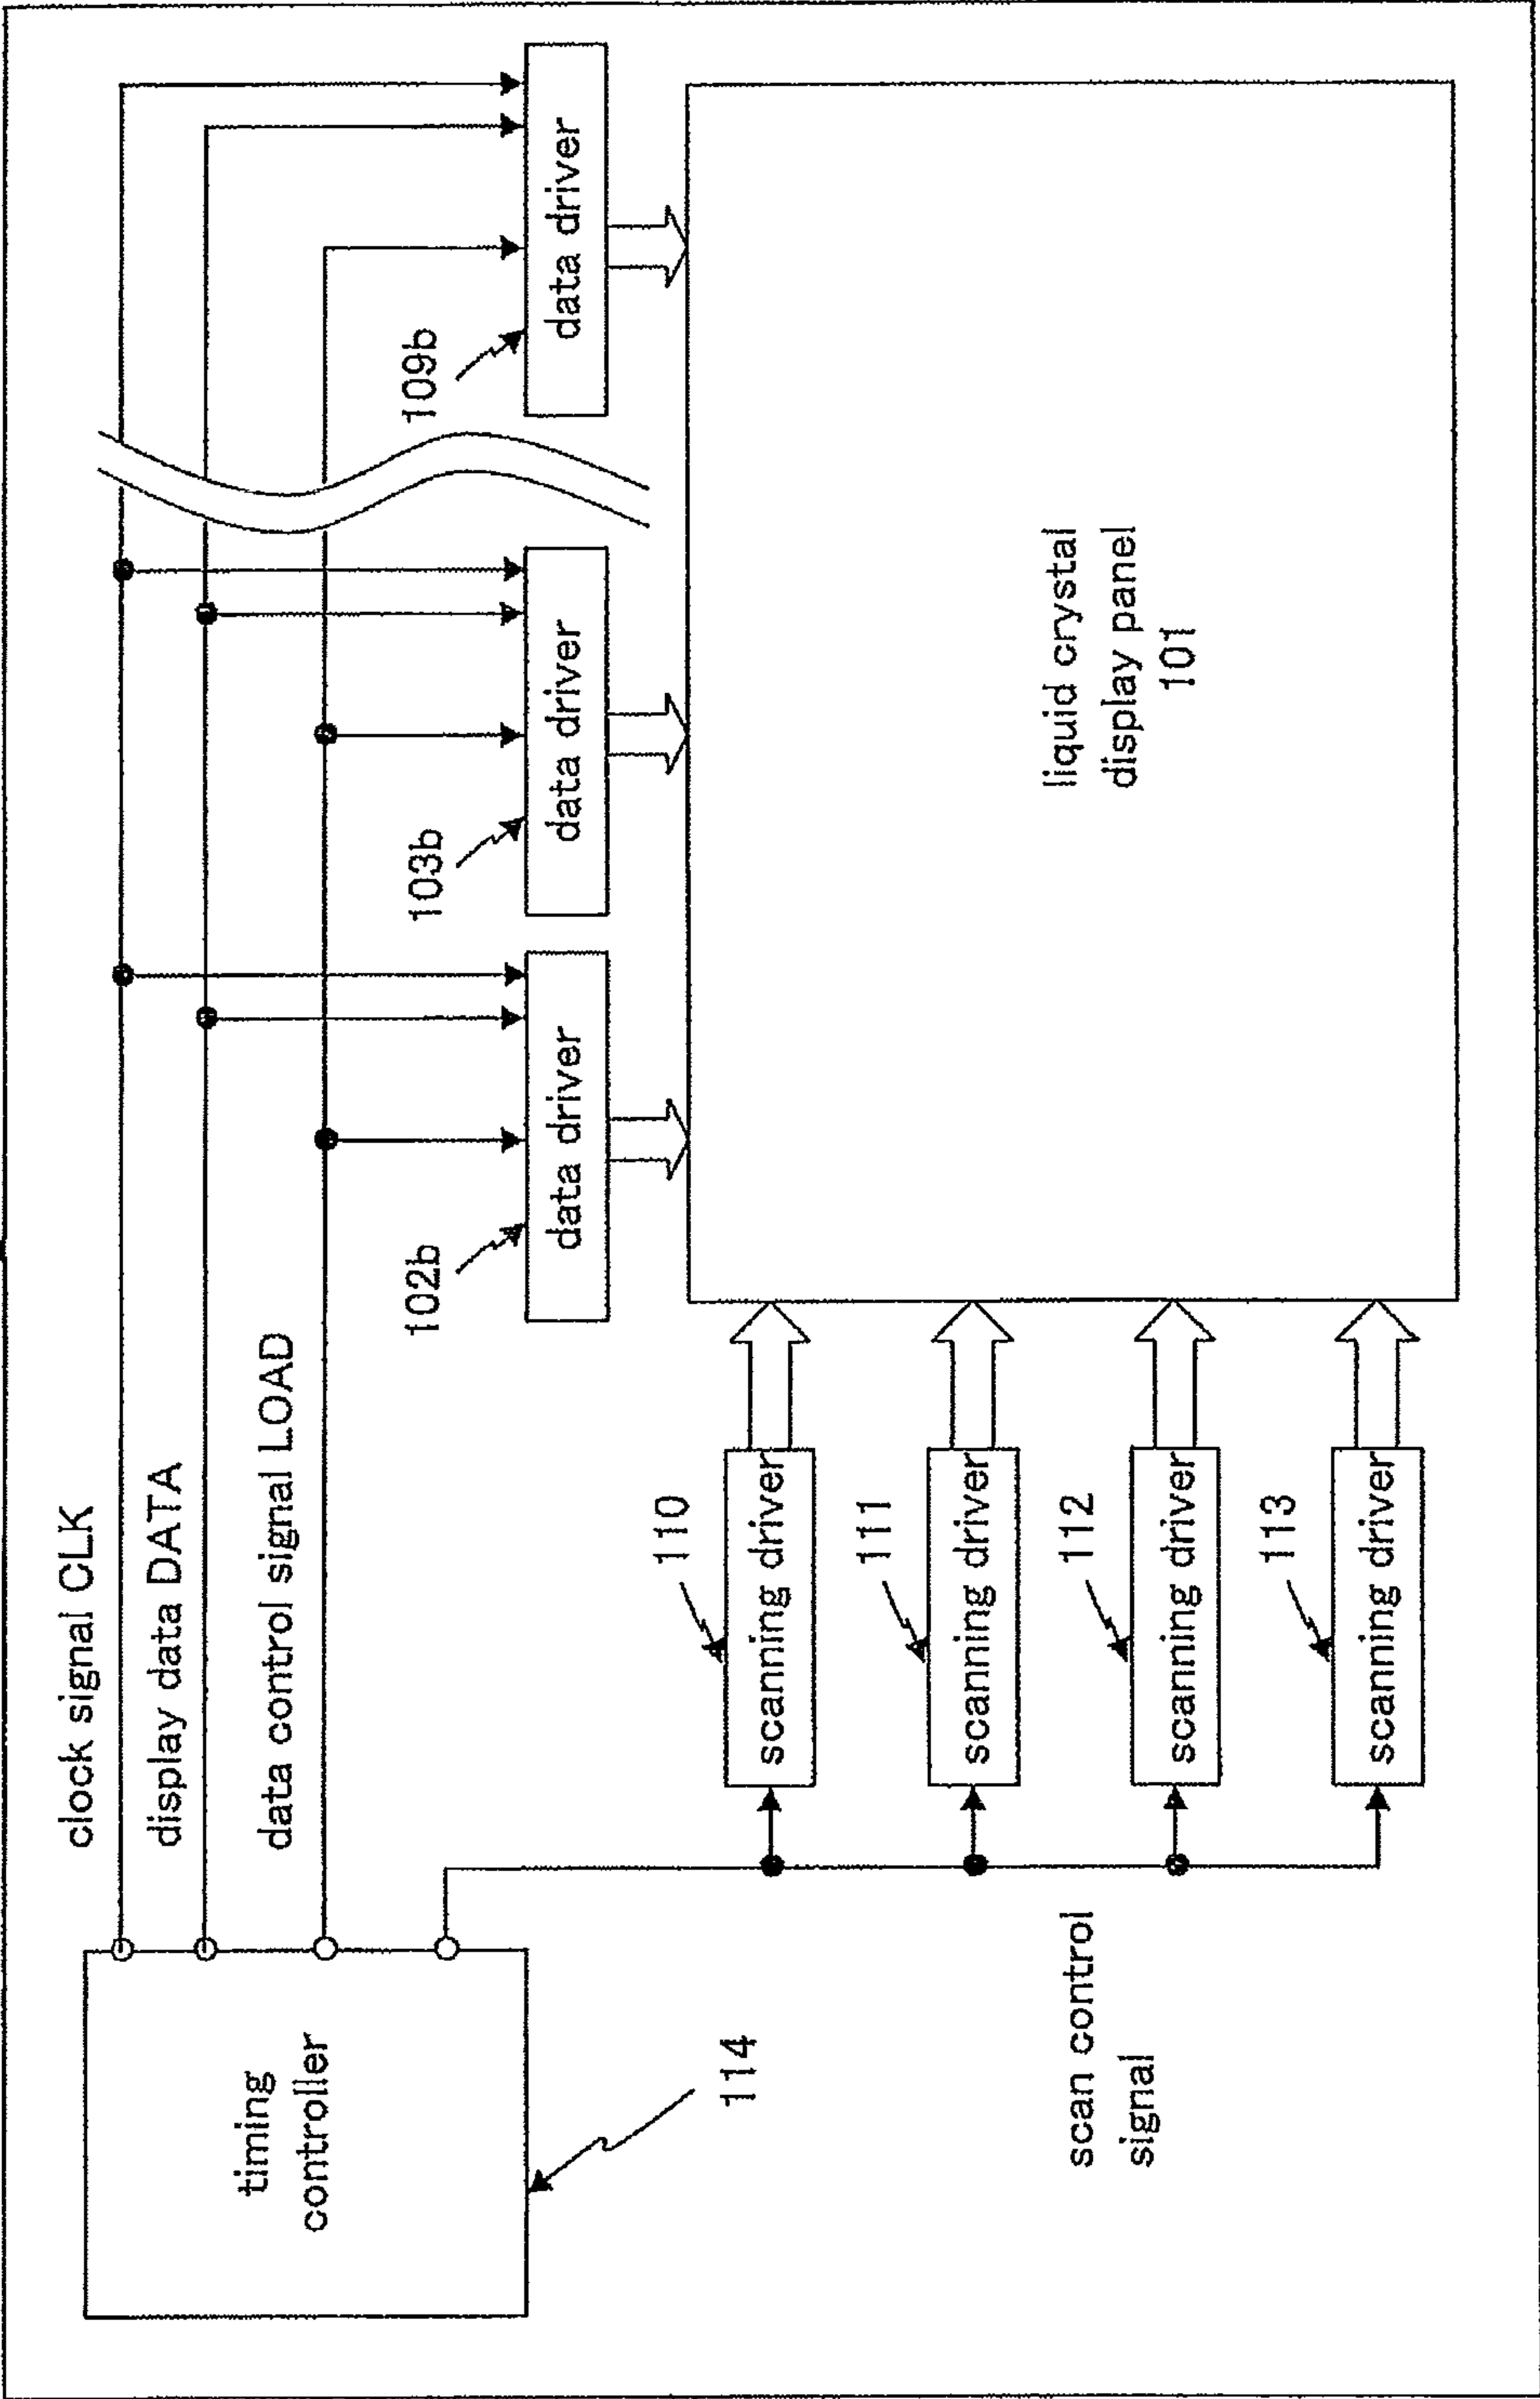 clock signal CLK
display data DATA
data control signal LOAD
timing
controller
114
102b
103b
109b
data driver
data driver
data driver
110
scanning driver
111
scanning driver
112
scanning driver
113
scanning driver
scan control
signal
liquid crystal
display panel
101